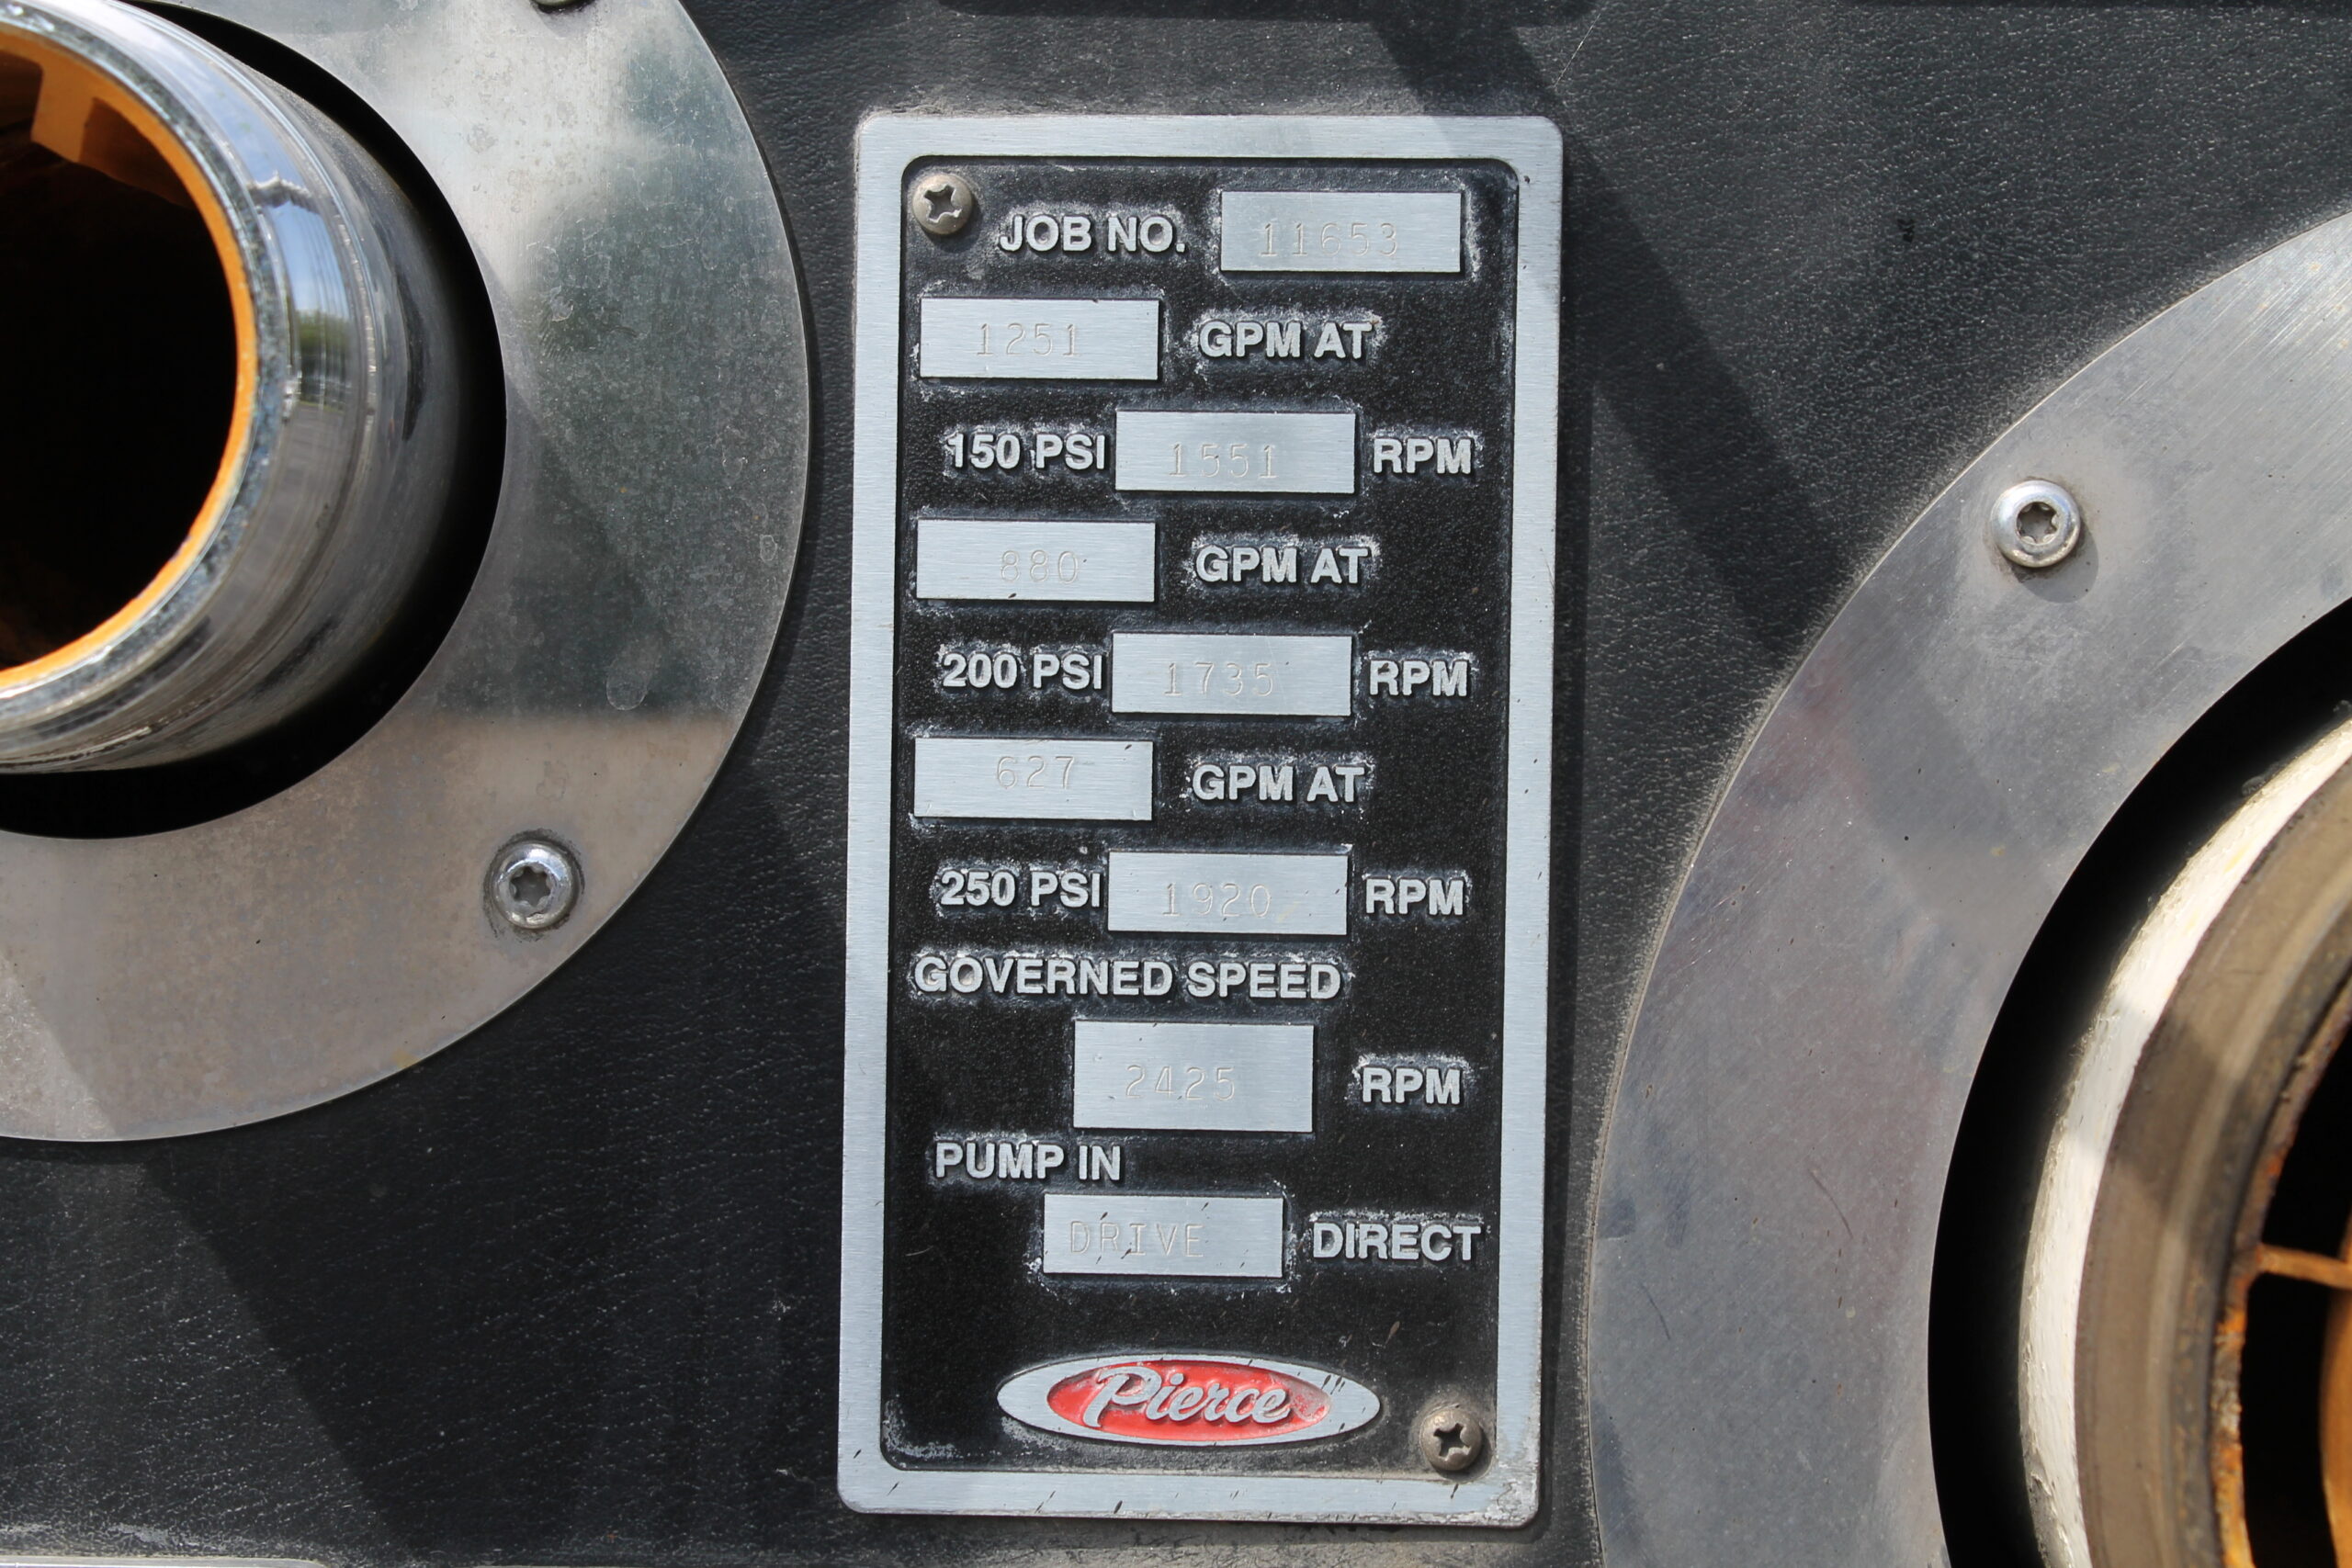 JOB NO. 11653
1251 GPM AT
150 PSI 1551 RPM
880 GPM AT
200 PSI 1735 RPM
627 GPM AT
250 PSI 1920 RPM
GOVERNED SPEED
2425 RPM
PUMP IN
DRIVE DIRECT
Pierce